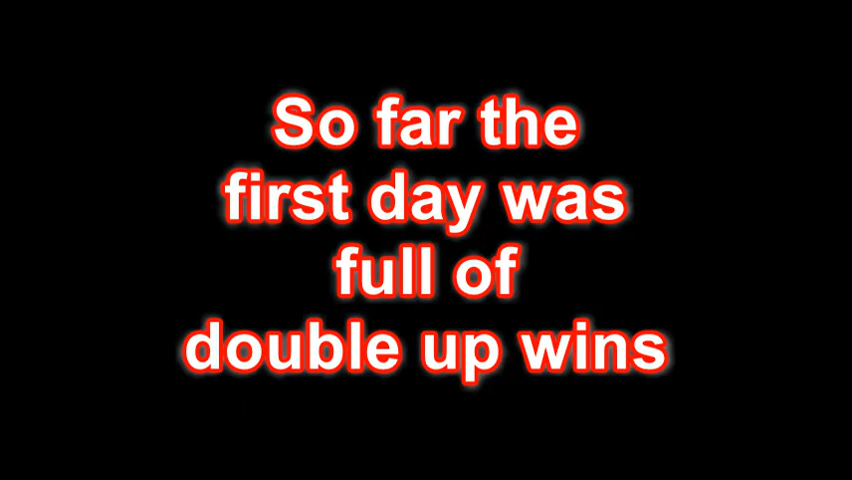 So far the
first day was
full of
double up wins